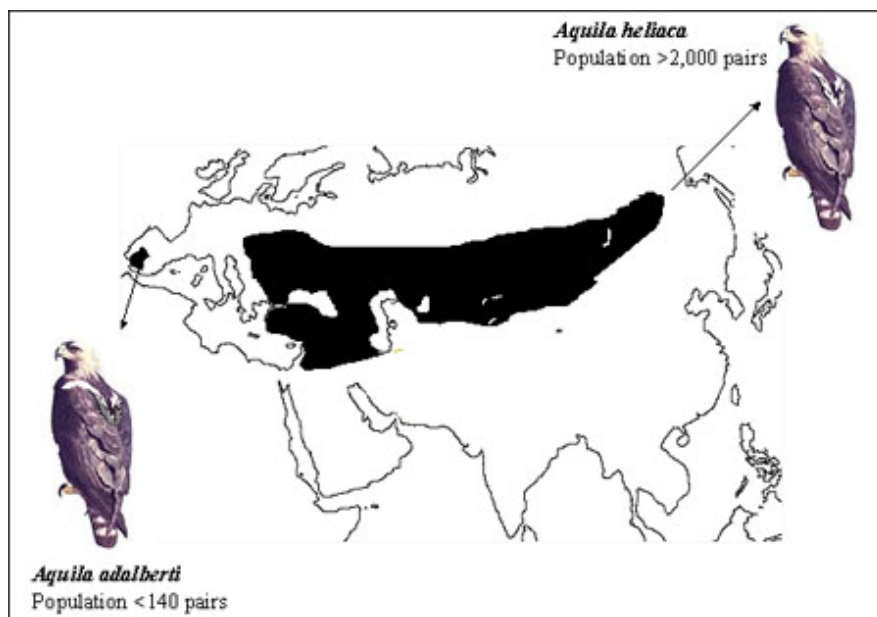 Aquila heliaca
Population >2,000 pairs
Aquila adalberti
Population <140 pairs